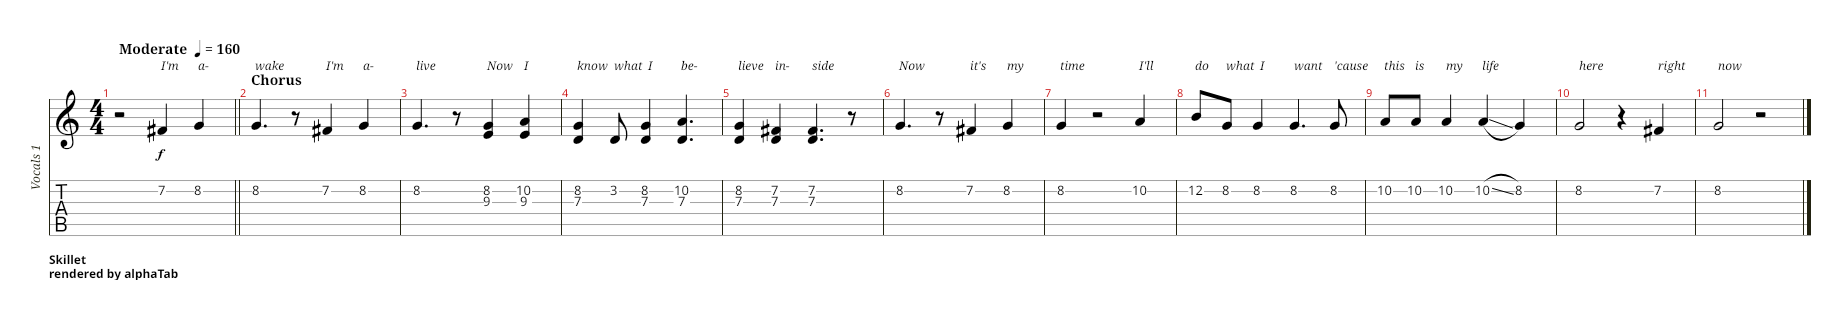 Moderate ♩ = 160
I'm a- wake I'm a- live Now I know what I be- lieve in- side Now it's my time I'll do what I want 'cause this is my life here right now
Chorus
1 2 3 4 5 6 7 8 9 10 11
4
4
f
Vocals 1
7 8 8 7 8 8 8 10 8 3 8 10 8 7 7 8 7 8 8 10 12 8 8 8 8 10 10 10 10 8 8 7 8
9 9 7 7 7 7 7 7
T
A
B
Skillet
rendered by alphaTab